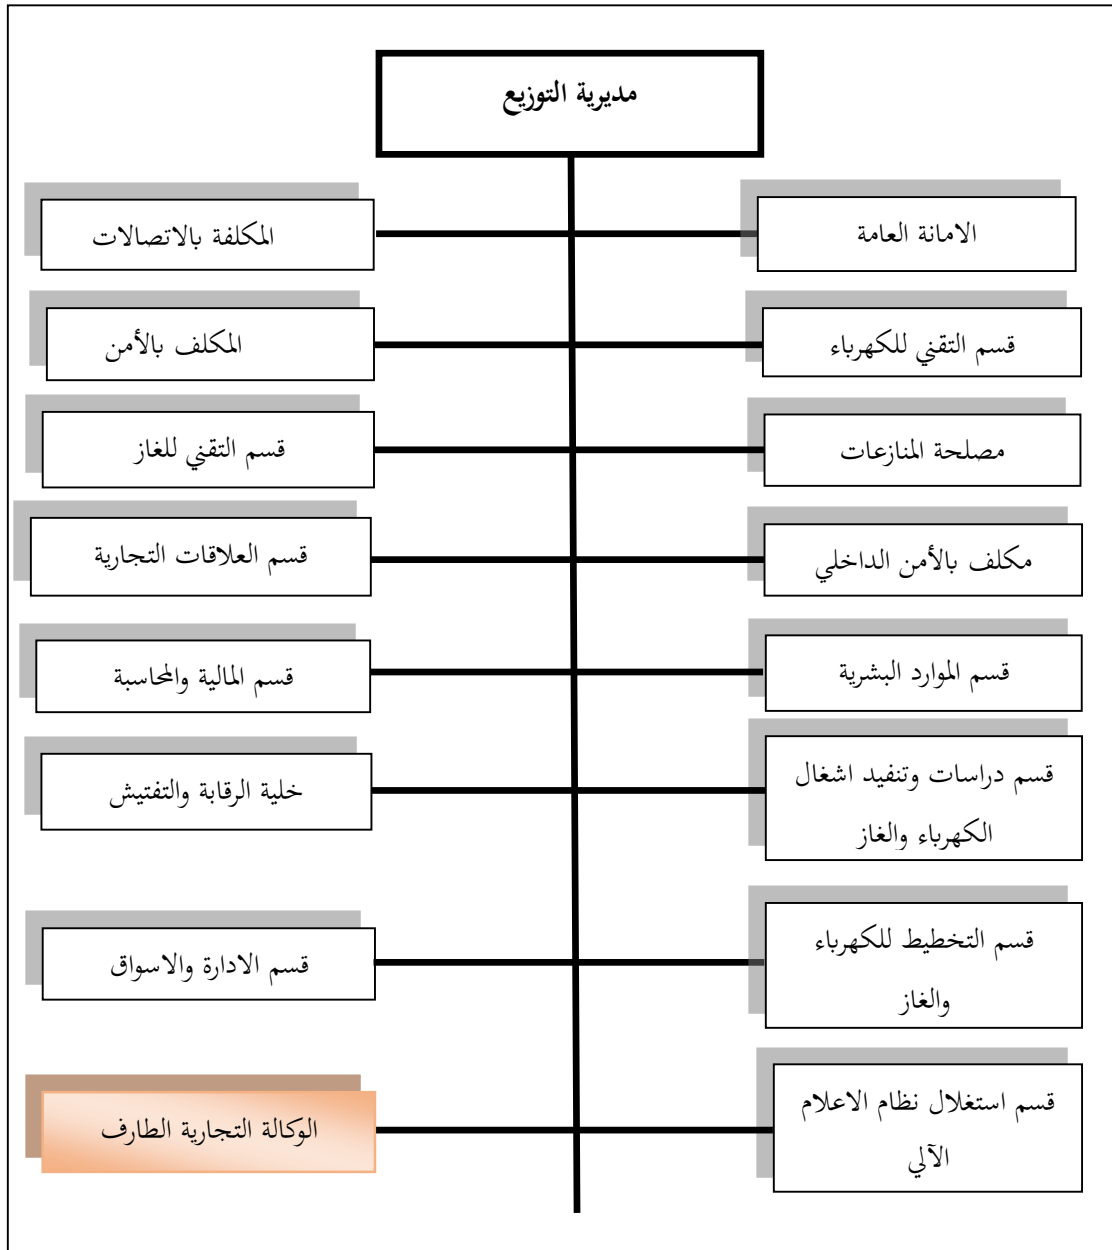 مديرية التوزيع
الامانة العامة
المكلفة بالاتصالات
قسم التقني للكهرباء
المكلف بالأمن
مصلحة المنازعات
قسم التقني للغاز
مكلف بالأمن الداخلي
قسم العلاقات التجارية
قسم الموارد البشرية
قسم المالية والمحاسبة
قسم دراسات وتنفيد اشغال
الكهرباء والغاز
خلية الرقابة والتفتيش
قسم التخطيط للكهرباء
والغاز
قسم الادارة والاسواق
قسم استغلال نظام الاعلام
الآلي
الوكالة التجارية الطارف